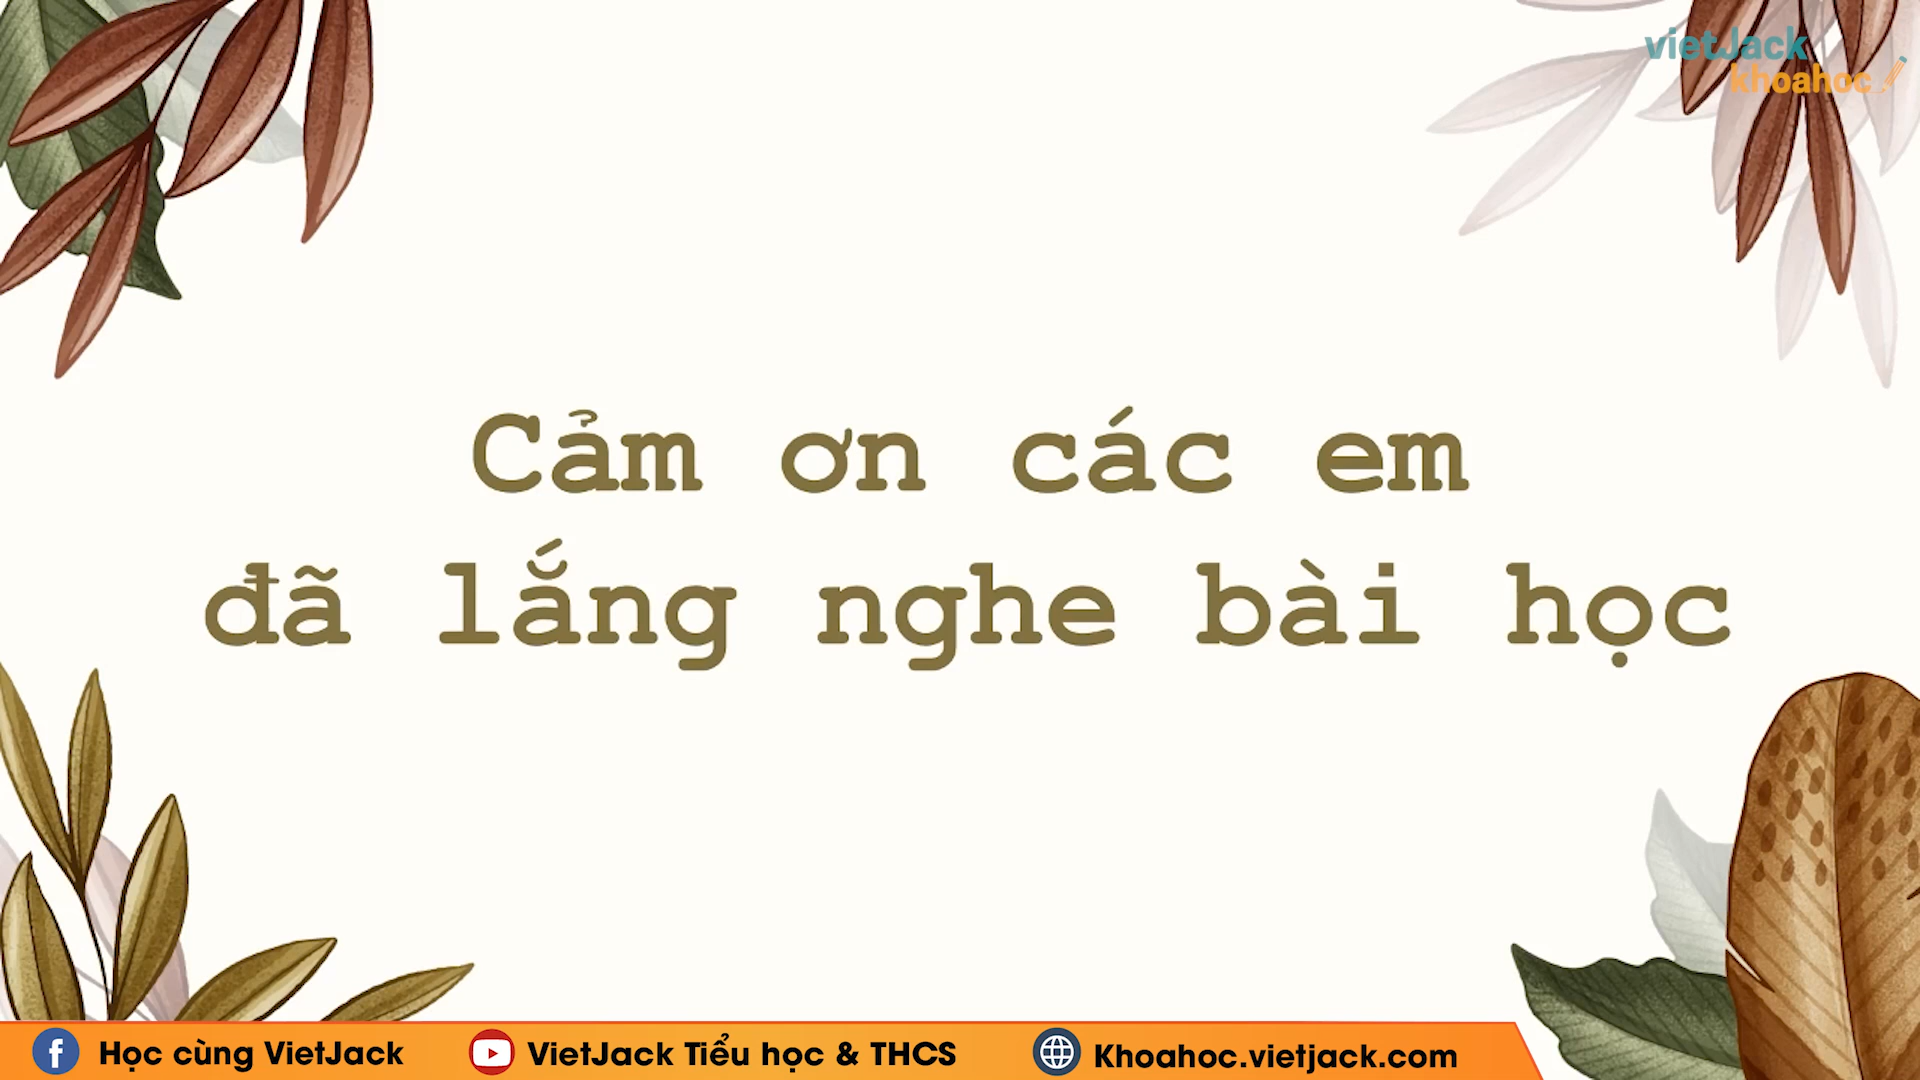 vietJack
khoahoc
Cảm ơn các em
đã lắng nghe bài học
Học cùng VietJack
VietJack Tiểu học & THCS
Khoahoc.vietjack.com